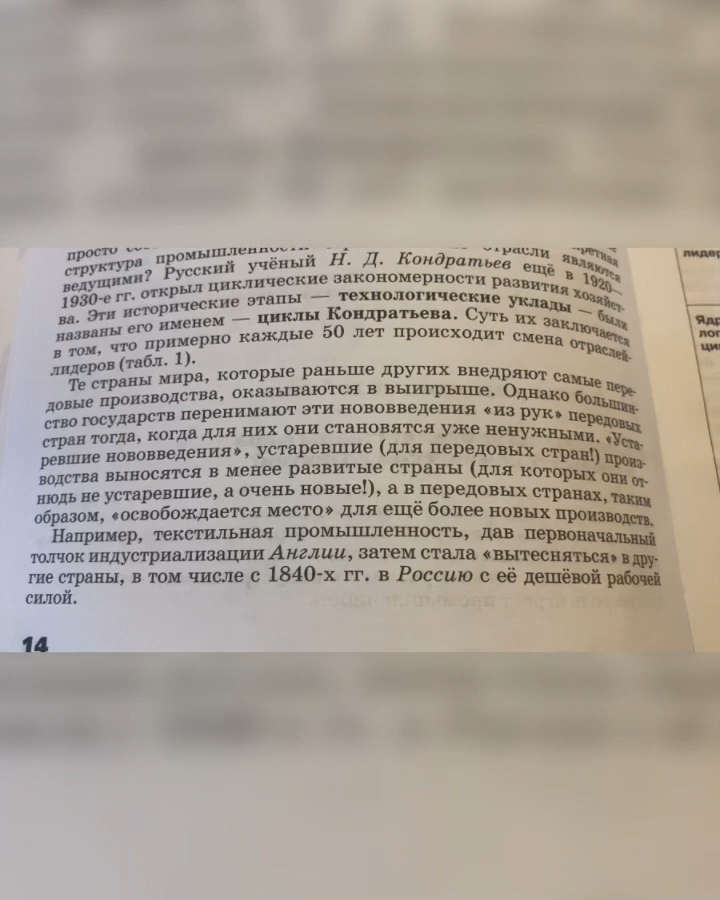 просто
структура промышленности отрасли являются
ведущими? Русский учёный Н. Д. Кондратьев ещё в 1920—
1930-е гг. открыл циклические закономерности развития хозяйст-
ва. Эти исторические этапы — технологические уклады — были
названы его именем — циклы Кондратьева. Суть их заключается
в том, что примерно каждые 50 лет происходит смена отраслей-
лидеров (табл. 1).
Те страны мира, которые раньше других внедряют самые пере-
довые производства, оказываются в выигрыше. Однако большин-
ство государств перенимают эти нововведения «из рук» передовых
стран тогда, когда для них они становятся уже ненужными. «Уста-
ревшие нововведения», устаревшие (для передовых стран!) произ-
водства выносятся в менее развитые страны (для которых они от-
нюдь не устаревшие, а очень новые!), а в передовых странах, таким
образом, «освобождается место» для ещё более новых производств.
Например, текстильная промышленность, дав первоначальный
толчок индустриализации Англии, затем стала «вытесняться» в дру-
гие страны, в том числе с 1840-х гг. в Россию с её дешёвой рабочей
силой.
14
лидер
Ядр
лог
ци